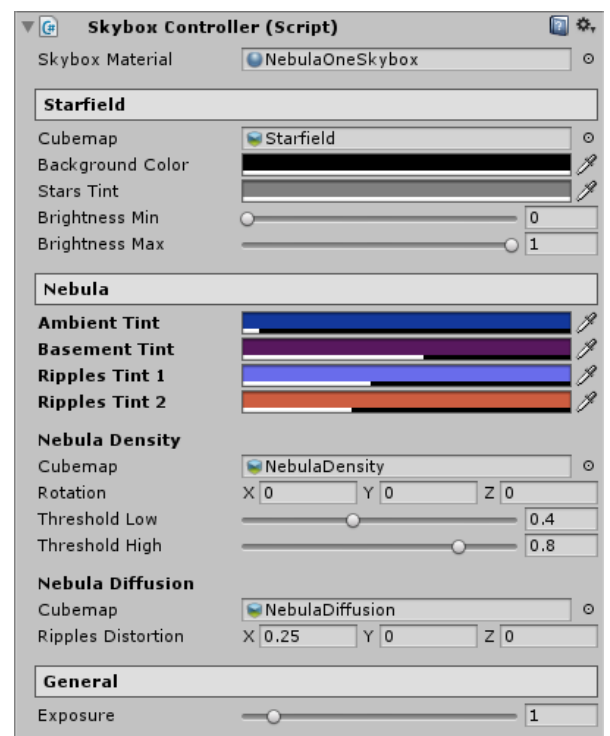 Skybox Controller (Script)
Skybox Material NebulaOneSkybox
Starfield
Cubemap Starfield
Background Color
Stars Tint
Brightness Min 0
Brightness Max 1
Nebula
Ambient Tint
Basement Tint
Ripples Tint 1
Ripples Tint 2
Nebula Density
Cubemap NebulaDensity
Rotation X 0 Y 0 Z 0
Threshold Low 0.4
Threshold High 0.8
Nebula Diffusion
Cubemap NebulaDiffusion
Ripples Distortion X 0.25 Y 0 Z 0
General
Exposure 1